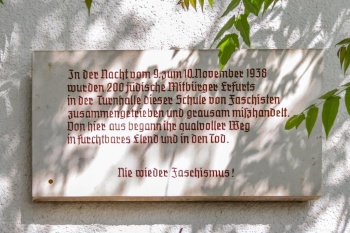 In der Nacht vom 9. zum 10. November 1938
wurden 200 jüdische Mitbürger Erfurts
in der Turnhalle dieser Schule von Faschisten
zusammengetrieben und grausam mißhandelt.
Von hier aus begann ihr qualvoller Weg
in furchtbares Elend und in den Tod.
Nie wieder Faschismus!